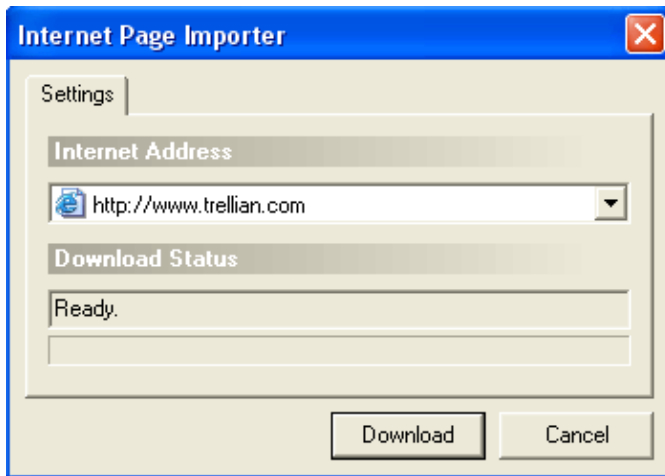 Internet Page Importer
Settings
Internet Address
http://www.trellian.com
Download Status
Ready.
Download Cancel